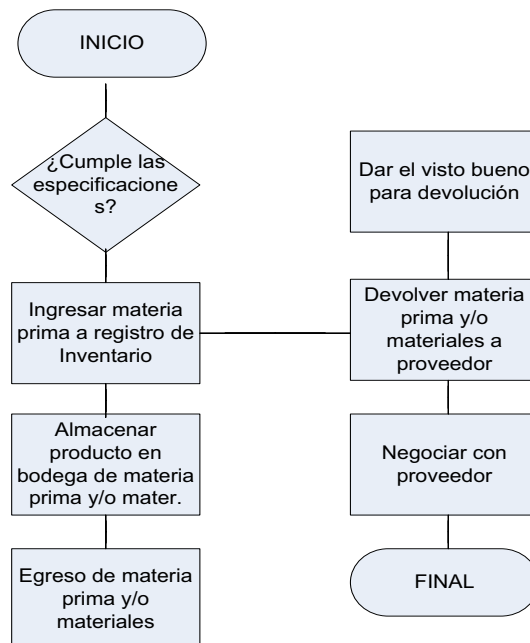 INICIO
¿Cumple las
especificacione
s?
Ingresar materia
prima a registro de
Inventario
Almacenar
producto en
bodega de materia
prima y/o mater.
Egreso de materia
prima y/o
materiales
Dar el visto bueno
para devolución
Devolver materia
prima y/o
materiales a
proveedor
Negociar con
proveedor
FINAL